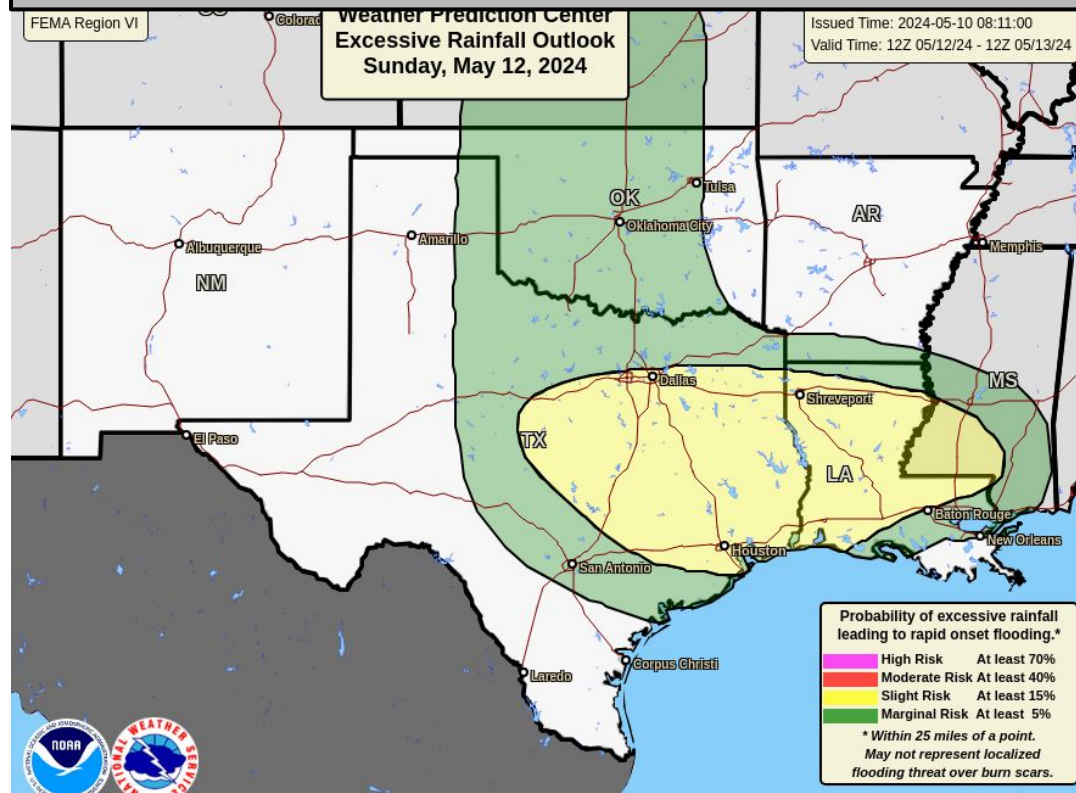 FEMA Region VI
Weather Prediction Center
Excessive Rainfall Outlook
Sunday, May 12, 2024
Issued Time: 2024-05-10 08:11:00
Valid Time: 12Z 05/12/24 - 12Z 05/13/24
Tulsa
OK
Oklahoma City
AR
Albuquerque
Amarillo
Memphis
NM
Dallas
MS
Shreveport
El Paso
TX
LA
Baton Rouge
New Orleans
Houston
San Antonio
Corpus Christi
Laredo
Probability of excessive rainfall
leading to rapid onset flooding.*
High Risk At least 70%
Moderate Risk At least 40%
Slight Risk At least 15%
Marginal Risk At least 5%
* Within 25 miles of a point.
May not represent localized
flooding threat over burn scars.
NOAA
NATIONAL WEATHER SERVICE